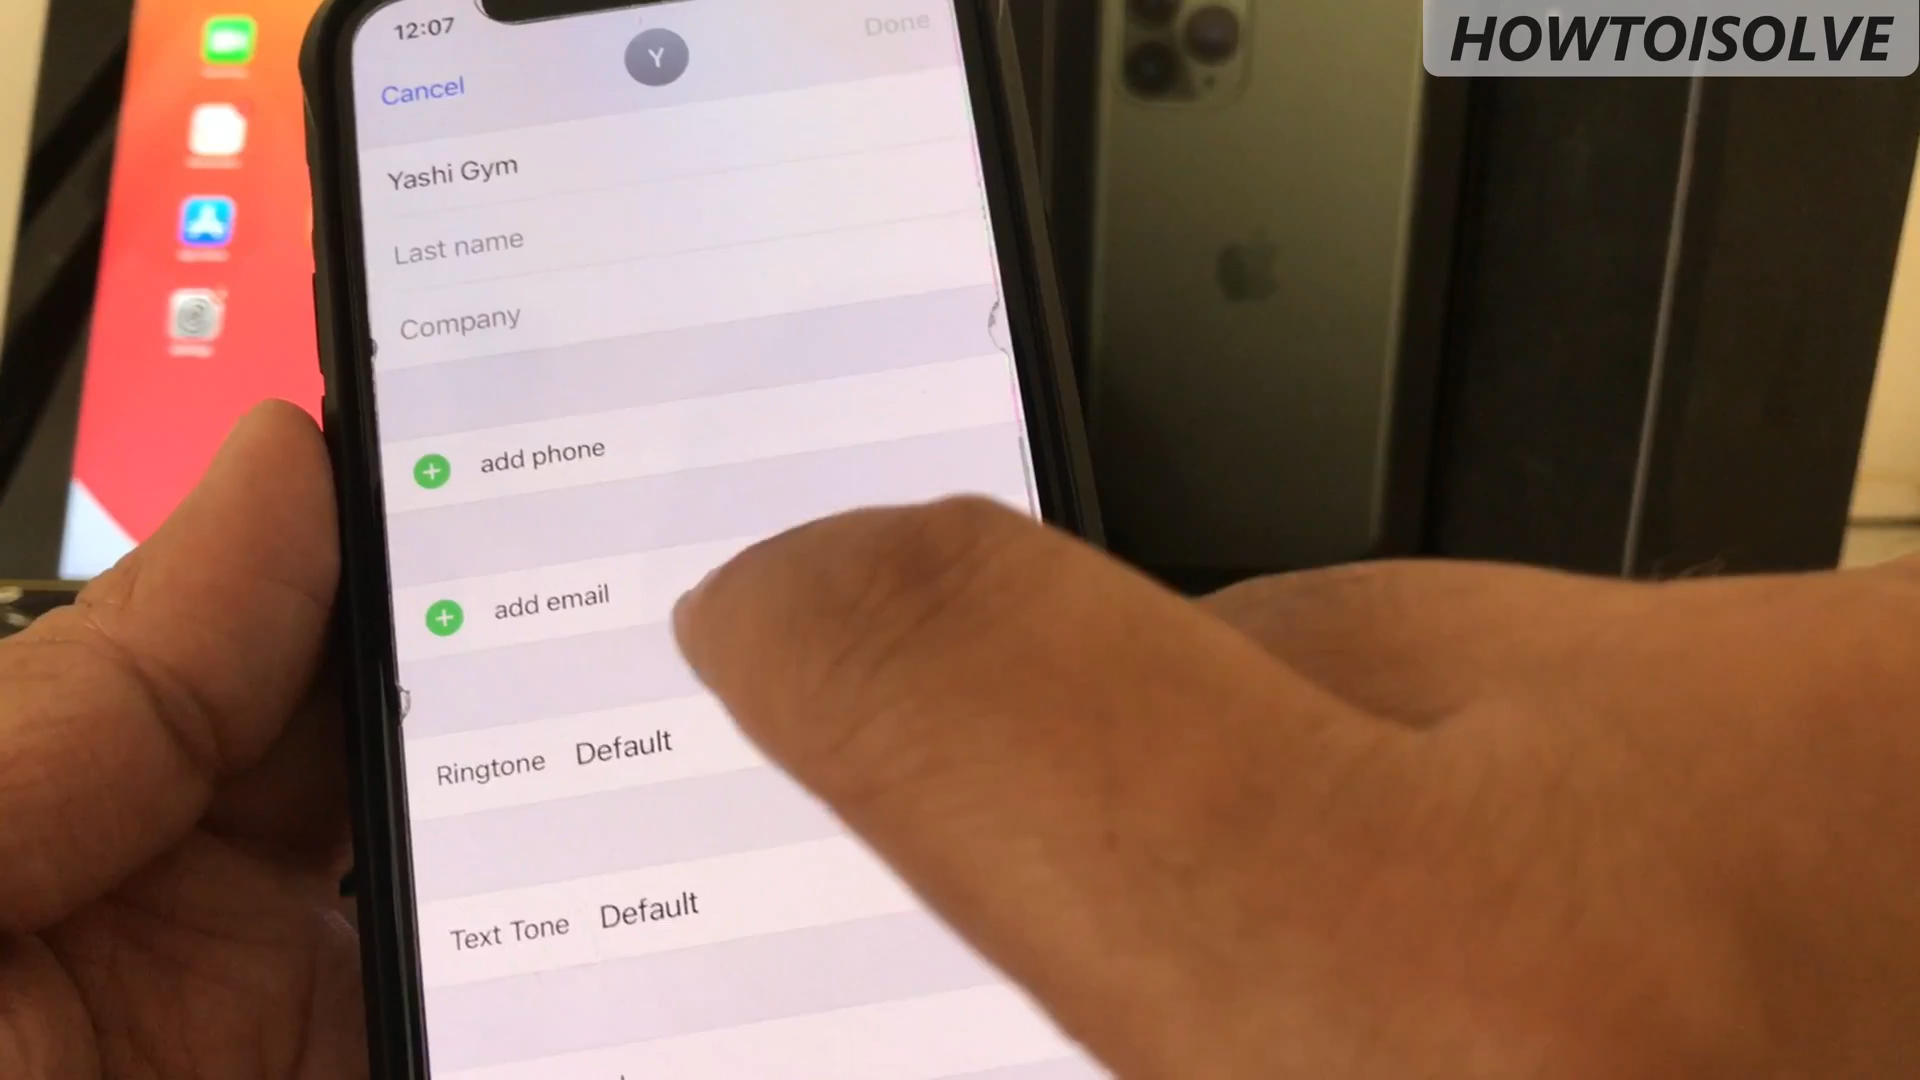 HOWTOISOLVE
12:07
Done
Y
Cancel
Yashi Gym
Last name
Company
add phone
add email
Ringtone Default
Text Tone Default